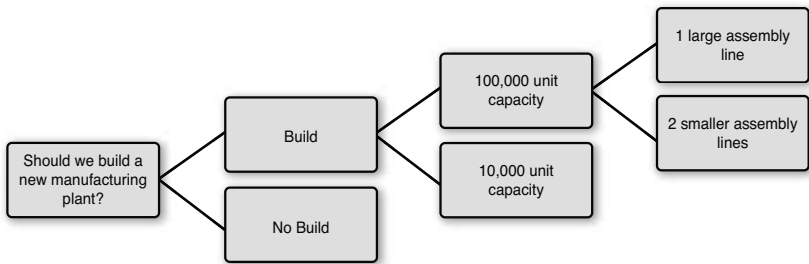 Should we build a
new manufacturing
plant?
Build
No Build
100,000 unit
capacity
10,000 unit
capacity
1 large assembly
line
2 smaller assembly
lines